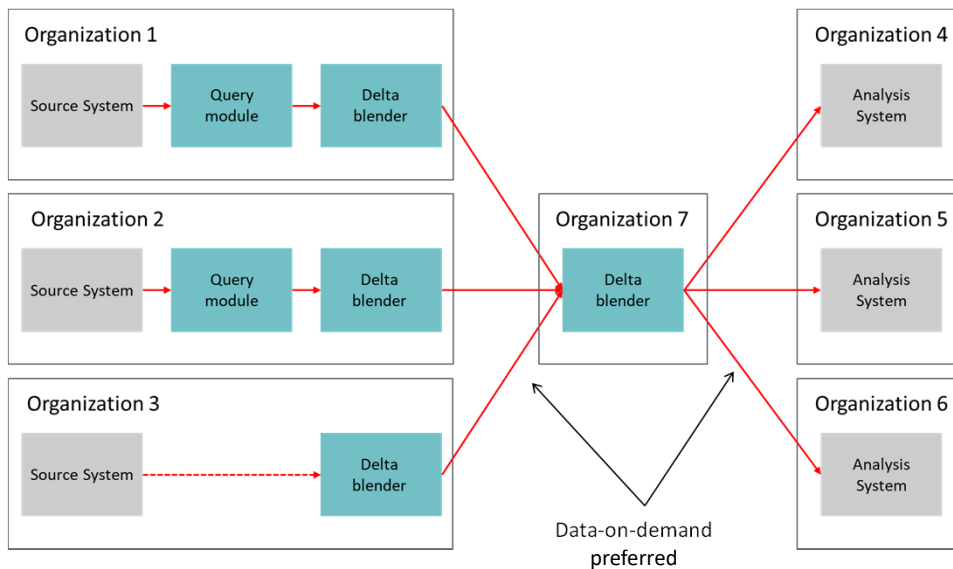 Organization 1
Source System
Query
module
Delta
blender
Organization 2
Source System
Query
module
Delta
blender
Organization 3
Source System
Delta
blender
Organization 7
Delta
blender
Organization 4
Analysis
System
Organization 5
Analysis
System
Organization 6
Analysis
System
Data-on-demand
preferred